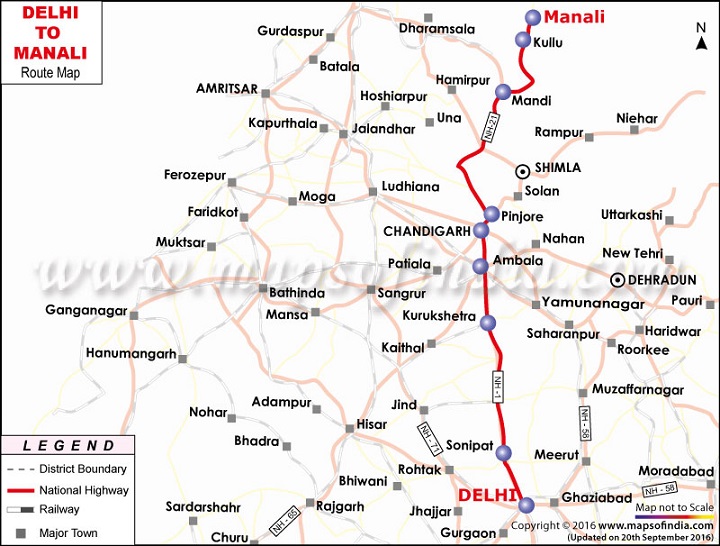 DELHI
TO
MANALI
Route Map
Manali
N
Dharamsala
Gurdaspur
Kullu
Batala
AMRITSAR
Hamirpur
Mandi
Hoshiarpur
Kapurthala
Jalandhar
Una
NH-21
Niehar
Rampur
SHIMLA
Ferozepur
Ludhiana
Solan
Moga
Faridkot
Pinjore
Uttarkashi
CHANDIGARH
Muktsar
Nahan
New Tehri
www.mapsofindia.com
Patiala
Ambala
DEHRADUN
Bathinda
Sangrur
Yamunanagar
Pauri
Ganganagar
Mansa
Kurukshetra
Saharanpur
Haridwar
Hanumangarh
Kaithal
Roorkee
NH -1
Muzaffarnagar
Nohar
Adampur
Jind
NH - 58
Hisar
Bhadra
NH - 71
Sonipat
Meerut
LEGEND
District Boundary
National Highway
Railway
Major Town
Rohtak
Moradabad
Bhiwani
DELHI
Ghaziabad
NH - 58
Sardarshahr
Rajgarh
Jhajjar
Map not to Scale
NH - 65
Churu
Gurgaon
Copyright © 2016 www.mapsofindia.com
(Updated on 20th September 2016)